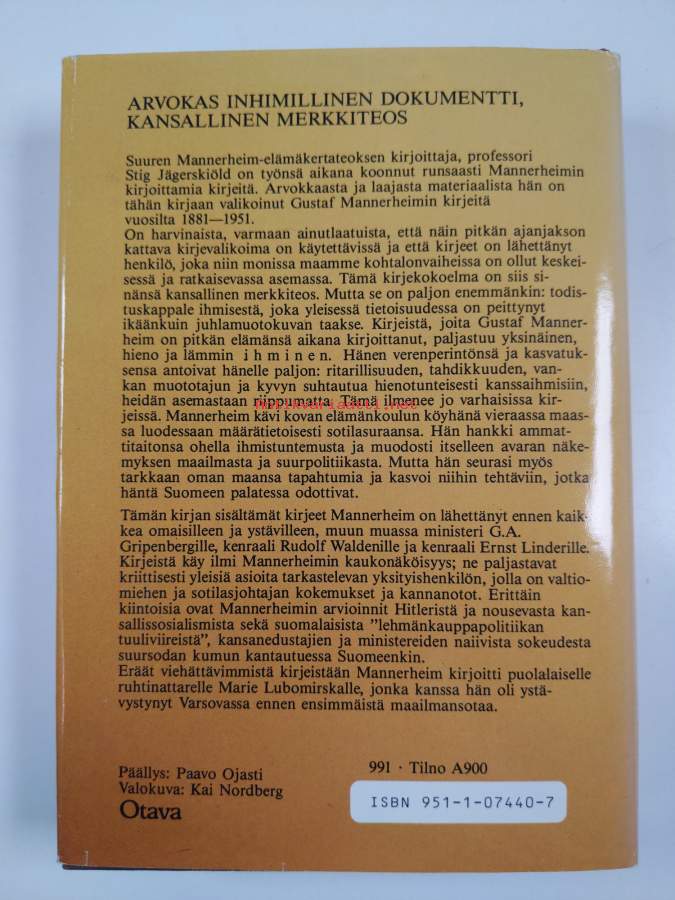 ARVOKAS INHIMILLINEN DOKUMENTTI,
KANSALLINEN MERKKITEOS
Suuren Mannerheim-elämäkertateoksen kirjoittaja, professori
Stig Jägerskiöld on työnsä aikana koonnut runsaasti Mannerheimin
kirjoittamia kirjeitä. Arvokkaasta ja laajasta materiaalista hän on
tähän kirjaan valikoinut Gustaf Mannerheimin kirjeitä
vuosilta 1881—1951.
On harvinaista, varmaan ainutlaatuista, että näin pitkän ajanjakson
kattava kirjevalikoima on käytettävissä ja että kirjeet on lähettänyt
henkilö, joka niin monissa maamme kohtalonvaiheissa on ollut keskei-
sessä ja ratkaisevassa asemassa. Tämä kirjekokoelma on siis si-
nänsä kansallinen merkkiteos. Mutta se on paljon enemmänkin: todis-
tuskappale ihmisestä, joka yleisessä tietoisuudessa on peittynyt
ikäänkuin juhlamuotokuvan taakse. Kirjeistä, joita Gustaf Manner-
heim on pitkän elämänsä aikana kirjoittanut, paljastuu yksinäinen,
hieno ja lämmin ihminen. Hänen verenperintönsä ja kasvatuk-
sensa antoivat hänelle paljon: ritarillisuuden, tahdikkuuden, van-
kan muototajun ja kyvyn suhtautua hienotunteisesti kanssaihmisiin,
heidän asemastaan riippumatta. Tämä ilmenee jo varhaisissa kir-
jeissä. Mannerheim kävi kovan elämänkoulun köyhänä vieraassa maas-
sa luodessaan määrätietoisesti sotilasuraansa. Hän hankki ammat-
titaitonsa ohella ihmistuntemusta ja muodosti itselleen avaran näke-
myksen maailmasta ja suurpolitiikasta. Mutta hän seurasi myös
tarkkaan oman maansa tapahtumia ja kasvoi niihin tehtäviin, jotka
häntä Suomeen palatessa odottivat.
Tämän kirjan sisältämät kirjeet Mannerheim on lähettänyt ennen kaik-
kea omaisilleen ja ystävilleen, muun muassa ministeri G.A.
Gripenbergille, kenraali Rudolf Waldenille ja kenraali Ernst Linderille.
Kirjeistä käy ilmi Mannerheimin kaukonäköisyys; ne paljastavat
kriittisesti yleisiä asioita tarkastelevan yksityishenkilön, jolla on valtio-
miehen ja sotilasjohtajan kokemukset ja kannanotot. Erittäin
kiintoisia ovat Mannerheimin arvioinnit Hitleristä ja nousevasta kan-
sallissosialismista sekä suomalaisista ”lehmänkauppapolitiikan
tuuliviireistä”, kansanedustajien ja ministereiden naiivista sokeudesta
suursodan kumun kantautuessa Suomeenkin.
Eräät viehättävimmistä kirjeistään Mannerheim kirjoitti puolalaiselle
ruhtinattarelle Marie Lubomirskalle, jonka kanssa hän oli ystä-
vystynyt Varsovassa ennen ensimmäistä maailmansotaa.
Päällys: Paavo Ojasti
Valokuva: Kai Nordberg
Otava
991 · Tilno A900
ISBN 951-1-07440-7